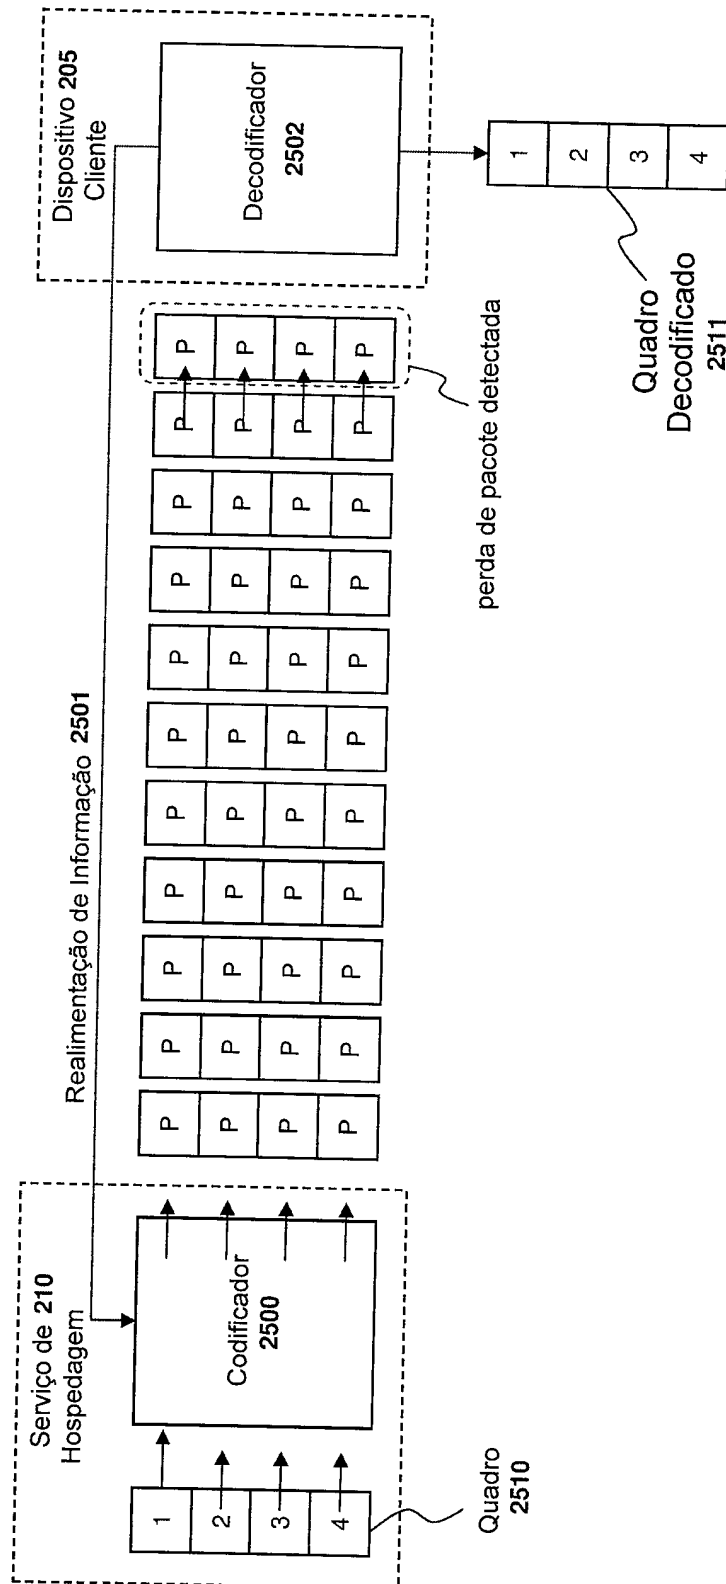 Serviço de 210
Hospedagem
Realimentação de Informação 2501
Dispositivo 205
Cliente
1
2
3
4
Codificador
2500
P P P P P P P P P P P
P P P P P P P P P P P
P P P P P P P P P P P
P P P P P P P P P P P
Decodificador
2502
Quadro
2510
perda de pacote detectada
Quadro
Decodificado
2511
1
2
3
4